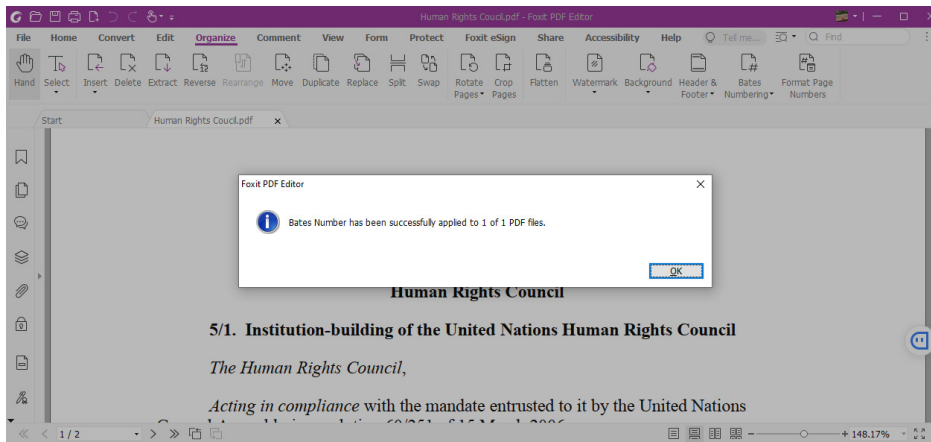 Human Rights Coucil.pdf - Foxit PDF Editor
File Home Convert Edit Organize Comment View Form Protect Foxit eSign Share Accessibility Help Tell me... Find
Hand Select Insert Delete Extract Reverse Rearrange Move Duplicate Replace Split Swap Rotate Pages Crop Pages Flatten Watermark Background Header & Footer Bates Numbering Format Page Numbers
Start Human Rights Coucil.pdf x
Foxit PDF Editor
Bates Number has been successfully applied to 1 of 1 PDF files.
OK
Human Rights Council
5/1. Institution-building of the United Nations Human Rights Council
The Human Rights Council,
Acting in compliance with the mandate entrusted to it by the United Nations
1 / 2 148.17%